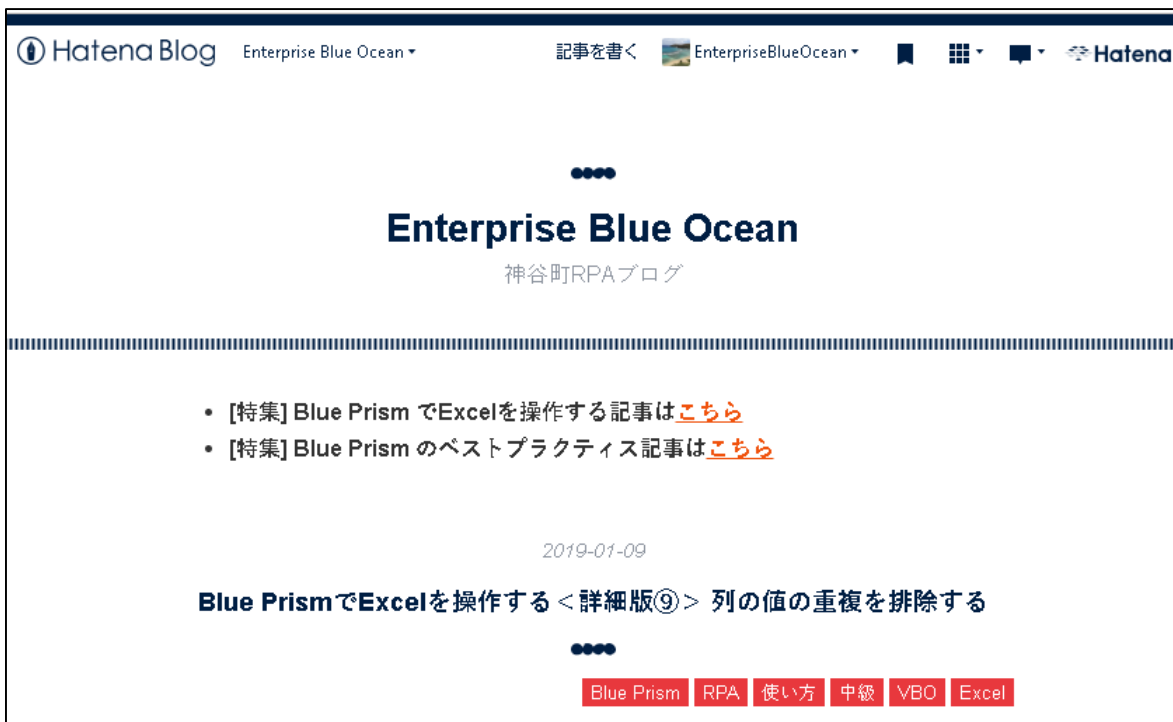 Hatena Blog Enterprise Blue Ocean 記事を書く EnterpriseBlueOcean Hatena
Enterprise Blue Ocean
神谷町RPAブログ
[特集] Blue Prism でExcelを操作する記事はこちら
[特集] Blue Prism のベストプラクティス記事はこちら
2019-01-09
Blue PrismでExcelを操作する＜詳細版⑨＞ 列の値の重複を排除する
Blue Prism RPA 使い方 中級 VBO Excel